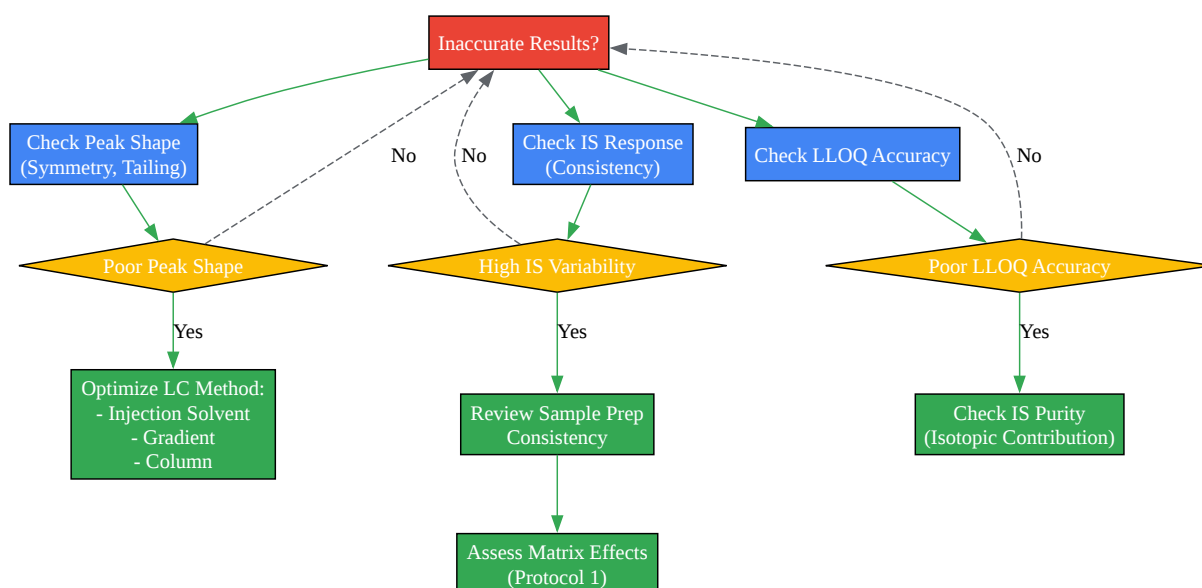 Inaccurate Results?
Check Peak Shape
(Symmetry, Tailing)
No
No
Check IS Response
(Consistency)
Check LLOQ Accuracy
No
Poor Peak Shape
High IS Variability
Poor LLOQ Accuracy
Yes
Yes
Yes
Optimize LC Method:
- Injection Solvent
- Gradient
- Column
Review Sample Prep
Consistency
Check IS Purity
(Isotopic Contribution)
Assess Matrix Effects
(Protocol 1)